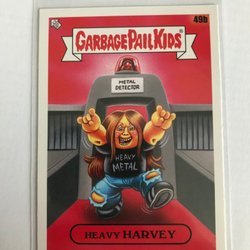 49b
GARBAGE PAIL KIDS
METAL
DETECTOR
HEAVY
METAL
HEAVY HARVEY